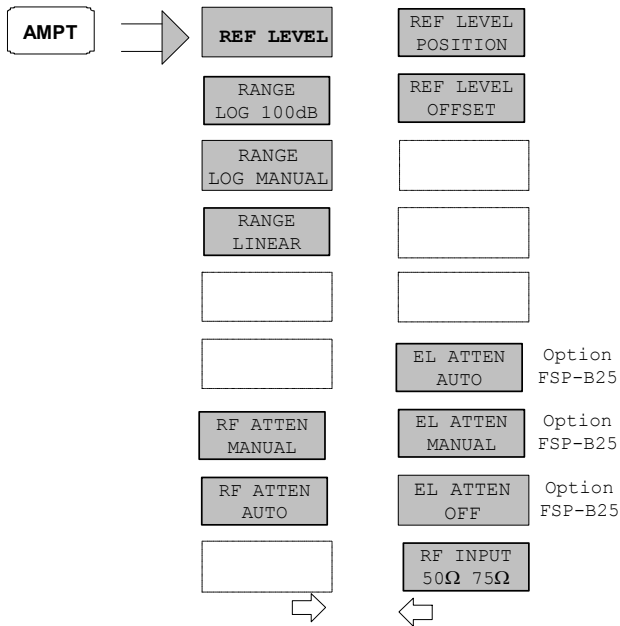 AMPT
REF LEVEL
RANGE
LOG 100dB
RANGE
LOG MANUAL
RANGE
LINEAR
RF ATTEN
MANUAL
RF ATTEN
AUTO
REF LEVEL
POSITION
REF LEVEL
OFFSET
EL ATTEN
AUTO
Option
FSP-B25
EL ATTEN
MANUAL
Option
FSP-B25
EL ATTEN
OFF
Option
FSP-B25
RF INPUT
50Ω 75Ω